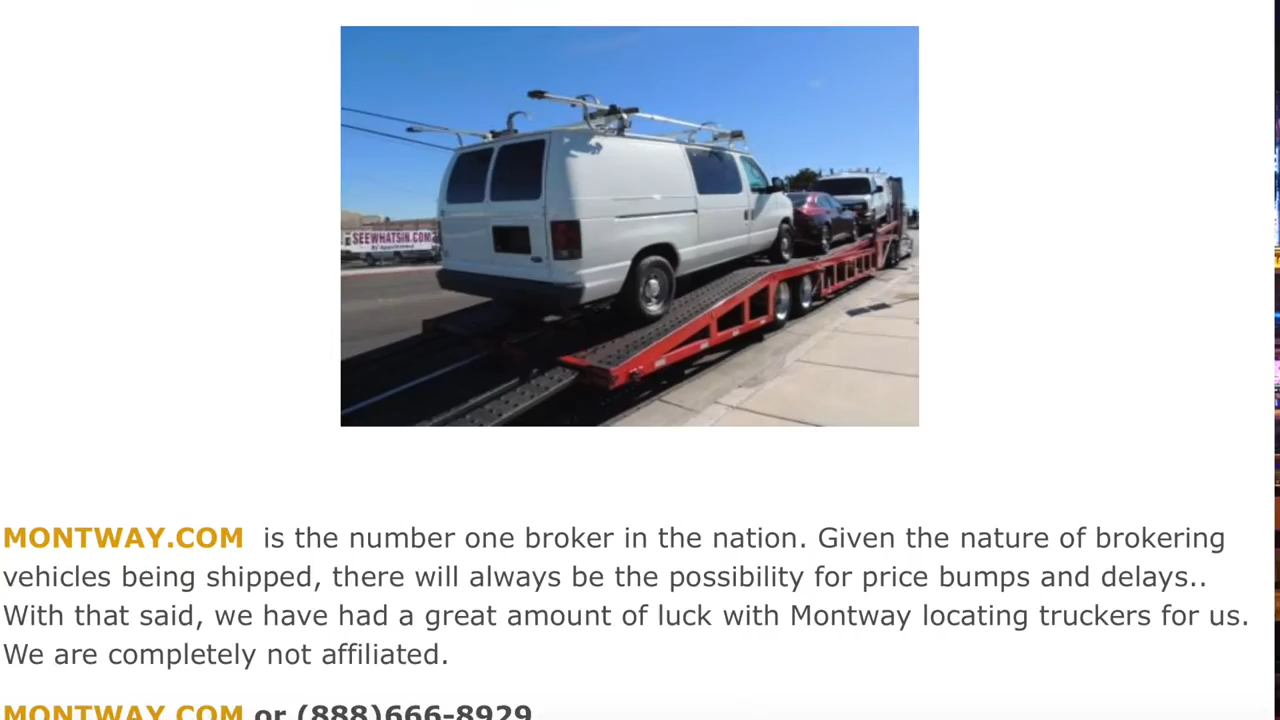 SEEWHATSIN.COM
MONTWAY.COM is the number one broker in the nation. Given the nature of brokering
vehicles being shipped, there will always be the possibility for price bumps and delays..
With that said, we have had a great amount of luck with Montway locating truckers for us.
We are completely not affiliated.
MONTWAY.COM or (888)666-8929